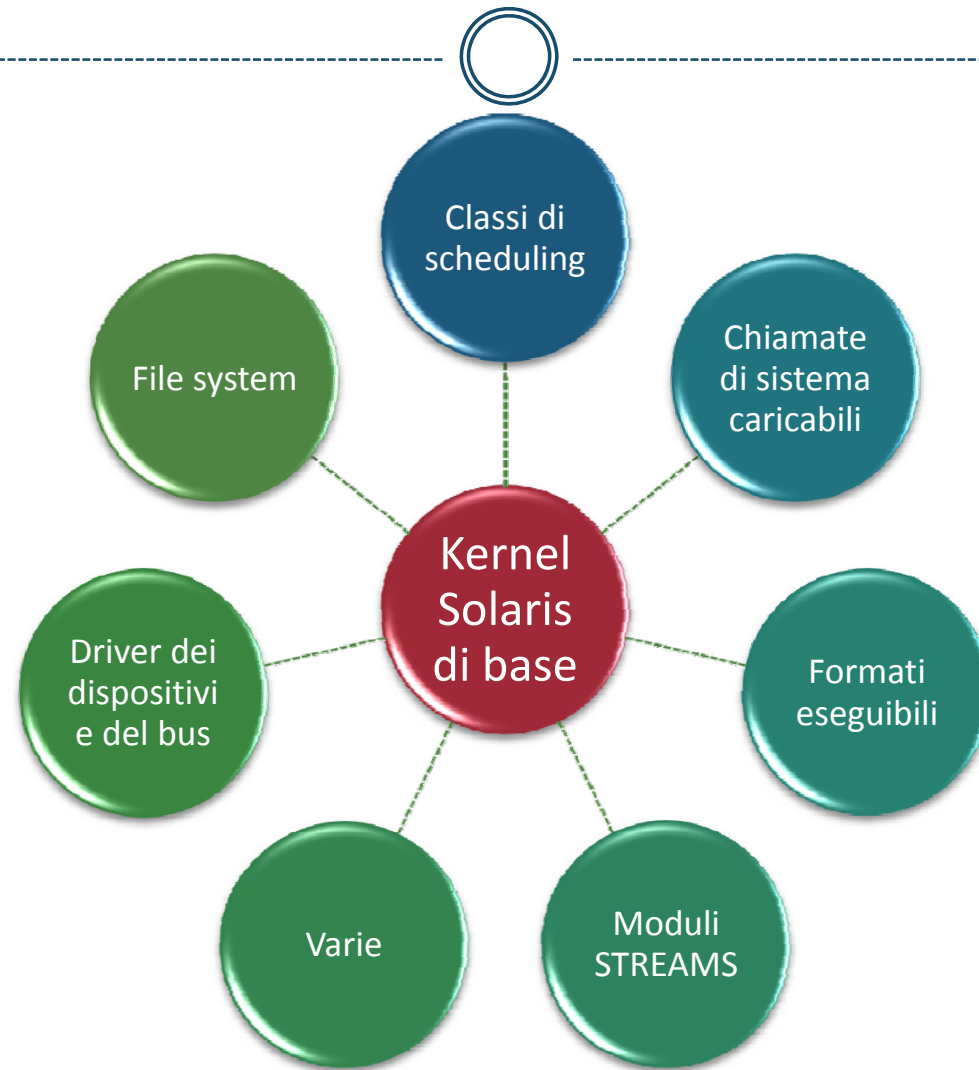 Classi di
scheduling
Chiamate
di sistema
caricabili
File system
Kernel
Solaris
di base
Driver dei
dispositivi
e del bus
Formati
eseguibili
Varie
Moduli
STREAMS